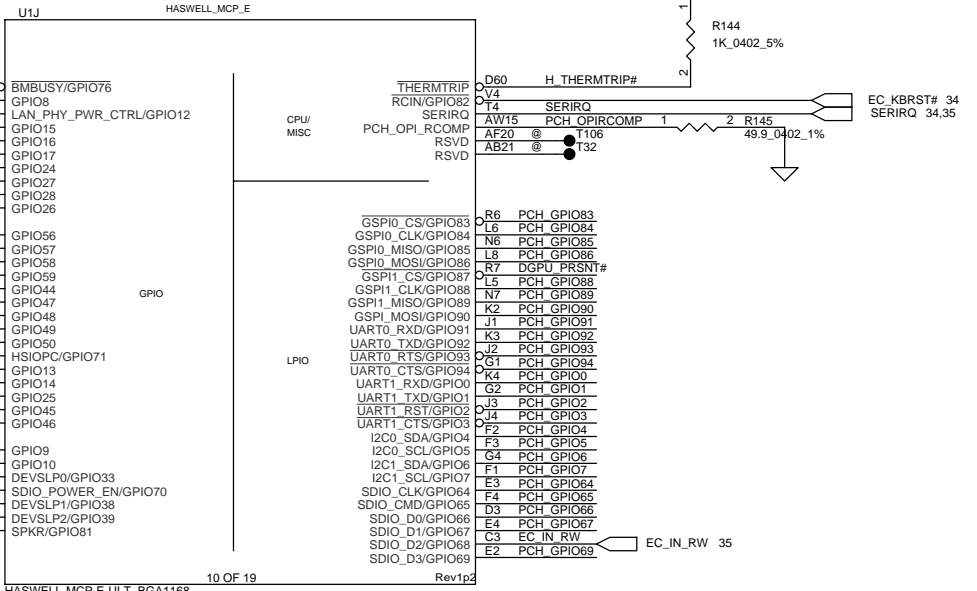 U1J
HASWELL_MCP_E
R144
1K_0402_5%
1
2
BMBUSY/GPIO76
GPIO8
LAN_PHY_PWR_CTRL/GPIO12
GPIO15
GPIO16
GPIO17
GPIO24
GPIO27
GPIO28
GPIO26
GPIO56
GPIO57
GPIO58
GPIO59
GPIO44
GPIO47
GPIO48
GPIO49
GPIO50
HSIOPC/GPIO71
GPIO13
GPIO14
GPIO25
GPIO45
GPIO46
GPIO9
GPIO10
DEVSLP0/GPIO33
SDIO_POWER_EN/GPIO70
DEVSLP1/GPIO38
DEVSLP2/GPIO39
SPKR/GPIO81
GPIO
CPU/
MISC
LPIO
THERMTRIP D60 H_THERMTRIP#
RCIN/GPIO82 V4 EC_KBRST# 34
SERIRQ T4 SERIRQ SERIRQ 34,35
PCH_OPI_RCOMP AW15 PCH_OPIRCOMP 1 2 R145
49.9_0402_1%
RSVD AF20 @ T106
RSVD AB21 @ T32
GSPI0_CS/GPIO83 R6 PCH_GPIO83
GSPI0_CLK/GPIO84 L6 PCH_GPIO84
GSPI0_MISO/GPIO85 N6 PCH_GPIO85
GSPI0_MOSI/GPIO86 L8 PCH_GPIO86
GSPI1_CS/GPIO87 R7 DGPU_PRSNT#
GSPI1_CLK/GPIO88 L5 PCH_GPIO88
GSPI1_MISO/GPIO89 N7 PCH_GPIO89
GSPI_MOSI/GPIO90 K2 PCH_GPIO90
UART0_RXD/GPIO91 J1 PCH_GPIO91
UART0_TXD/GPIO92 K3 PCH_GPIO92
UART0_RTS/GPIO93 J2 PCH_GPIO93
UART0_CTS/GPIO94 G1 PCH_GPIO94
UART1_RXD/GPIO0 K4 PCH_GPIO0
UART1_TXD/GPIO1 G2 PCH_GPIO1
UART1_RST/GPIO2 J3 PCH_GPIO2
UART1_CTS/GPIO3 J4 PCH_GPIO3
I2C0_SDA/GPIO4 F2 PCH_GPIO4
I2C0_SCL/GPIO5 F3 PCH_GPIO5
I2C1_SDA/GPIO6 G4 PCH_GPIO6
I2C1_SCL/GPIO7 F1 PCH_GPIO7
SDIO_CLK/GPIO64 E3 PCH_GPIO64
SDIO_CMD/GPIO65 F4 PCH_GPIO65
SDIO_D0/GPIO66 D3 PCH_GPIO66
SDIO_D1/GPIO67 E4 PCH_GPIO67
SDIO_D2/GPIO68 C3 EC_IN_RW EC_IN_RW 35
SDIO_D3/GPIO69 E2 PCH_GPIO69
10 OF 19
Rev1p2
HASWELL_MCP_E-ULT_BGA1168